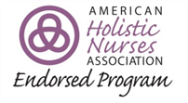 AMERICAN
Holistic
Nurses
ASSOCIATION
Endorsed Program